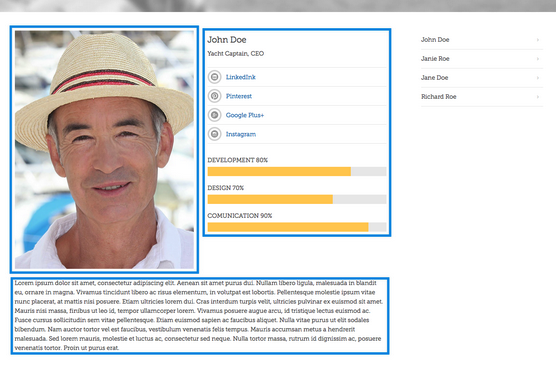 John Doe
Yacht Captain, CEO
LinkedInk
Pinterest
Google Plus+
Instagram
DEVELOPMENT 80%
DESIGN 70%
COMUNICATION 90%
Lorem ipsum dolor sit amet, consectetur adipiscing elit. Aenean sit amet purus dui. Nullam libero ligula, malesuada in blandit
eu, ornare in magna. Vivamus tincidunt libero ac risus elementum, in volutpat est lobortis. Pellentesque molestie ipsum vitae
nunc placerat, at mattis nisi posuere. Etiam ultricies lorem dui. Cras interdum turpis velit, ultricies pulvinar ex euismod sit amet.
Mauris nisi massa, finibus ut leo id, tempor ullamcorper lorem. Vivamus posuere augue arcu, id tristique lectus euismod ac.
Fusce cursus sollicitudin sem vitae pellentesque. Etiam euismod sapien ac faucibus aliquet. Nulla vitae purus ut elit sodales
bibendum. Nam auctor tortor vel est faucibus, vestibulum venenatis felis tempus. Mauris accumsan metus a hendrerit
malesuada. Sed lorem mauris, molestie et luctus ac, consectetur vel neque. Nulla tortor massa, rutrum id dignissim ac, posuere
venenatis tortor. Proin ut purus erat.
John Doe
Janie Roe
Jane Doe
Richard Roe